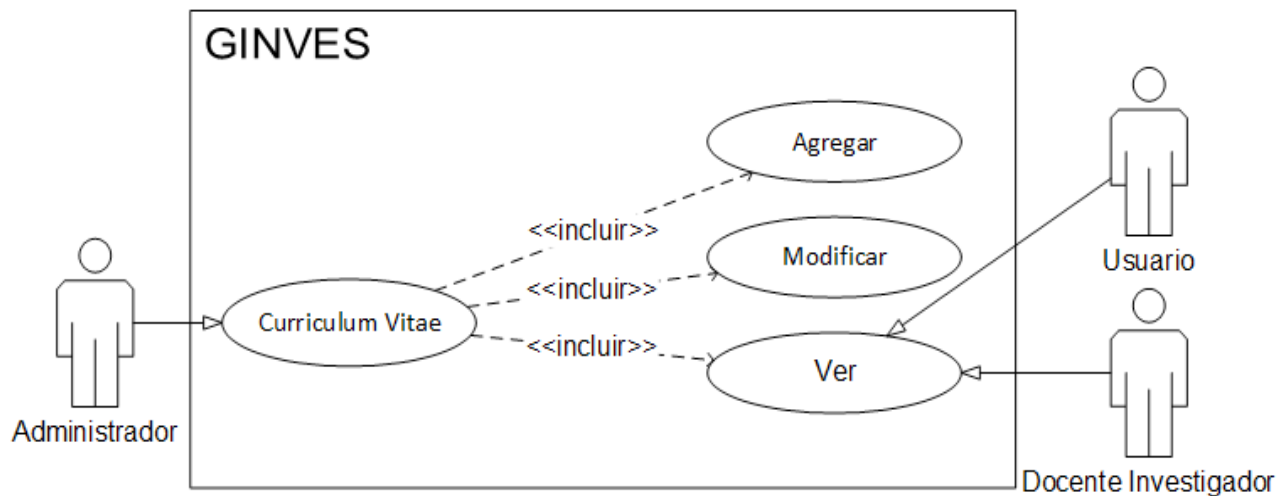 GINVES
Agregar
<<incluir>>
Modificar
Usuario
<<incluir>>
Curriculum Vitae
<<incluir>>
Ver
Administrador
Docente Investigador